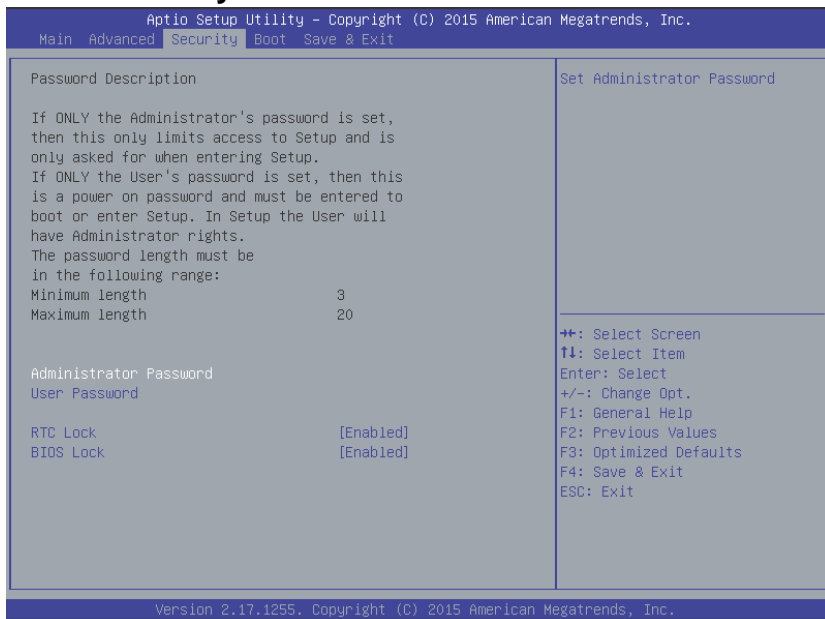 Aptio Setup Utility – Copyright (C) 2015 American Megatrends, Inc.
Main Advanced Security Boot Save & Exit
Password Description
If ONLY the Administrator's password is set,
then this only limits access to Setup and is
only asked for when entering Setup.
If ONLY the User's password is set, then this
is a power on password and must be entered to
boot or enter Setup. In Setup the User will
have Administrator rights.
The password length must be
in the following range:
Minimum length 3
Maximum length 20
Administrator Password
User Password
RTC Lock [Enabled]
BIOS Lock [Enabled]
Set Administrator Password
→←: Select Screen
↑↓: Select Item
Enter: Select
+/-: Change Opt.
F1: General Help
F2: Previous Values
F3: Optimized Defaults
F4: Save & Exit
ESC: Exit
Version 2.17.1255. Copyright (C) 2015 American Megatrends, Inc.